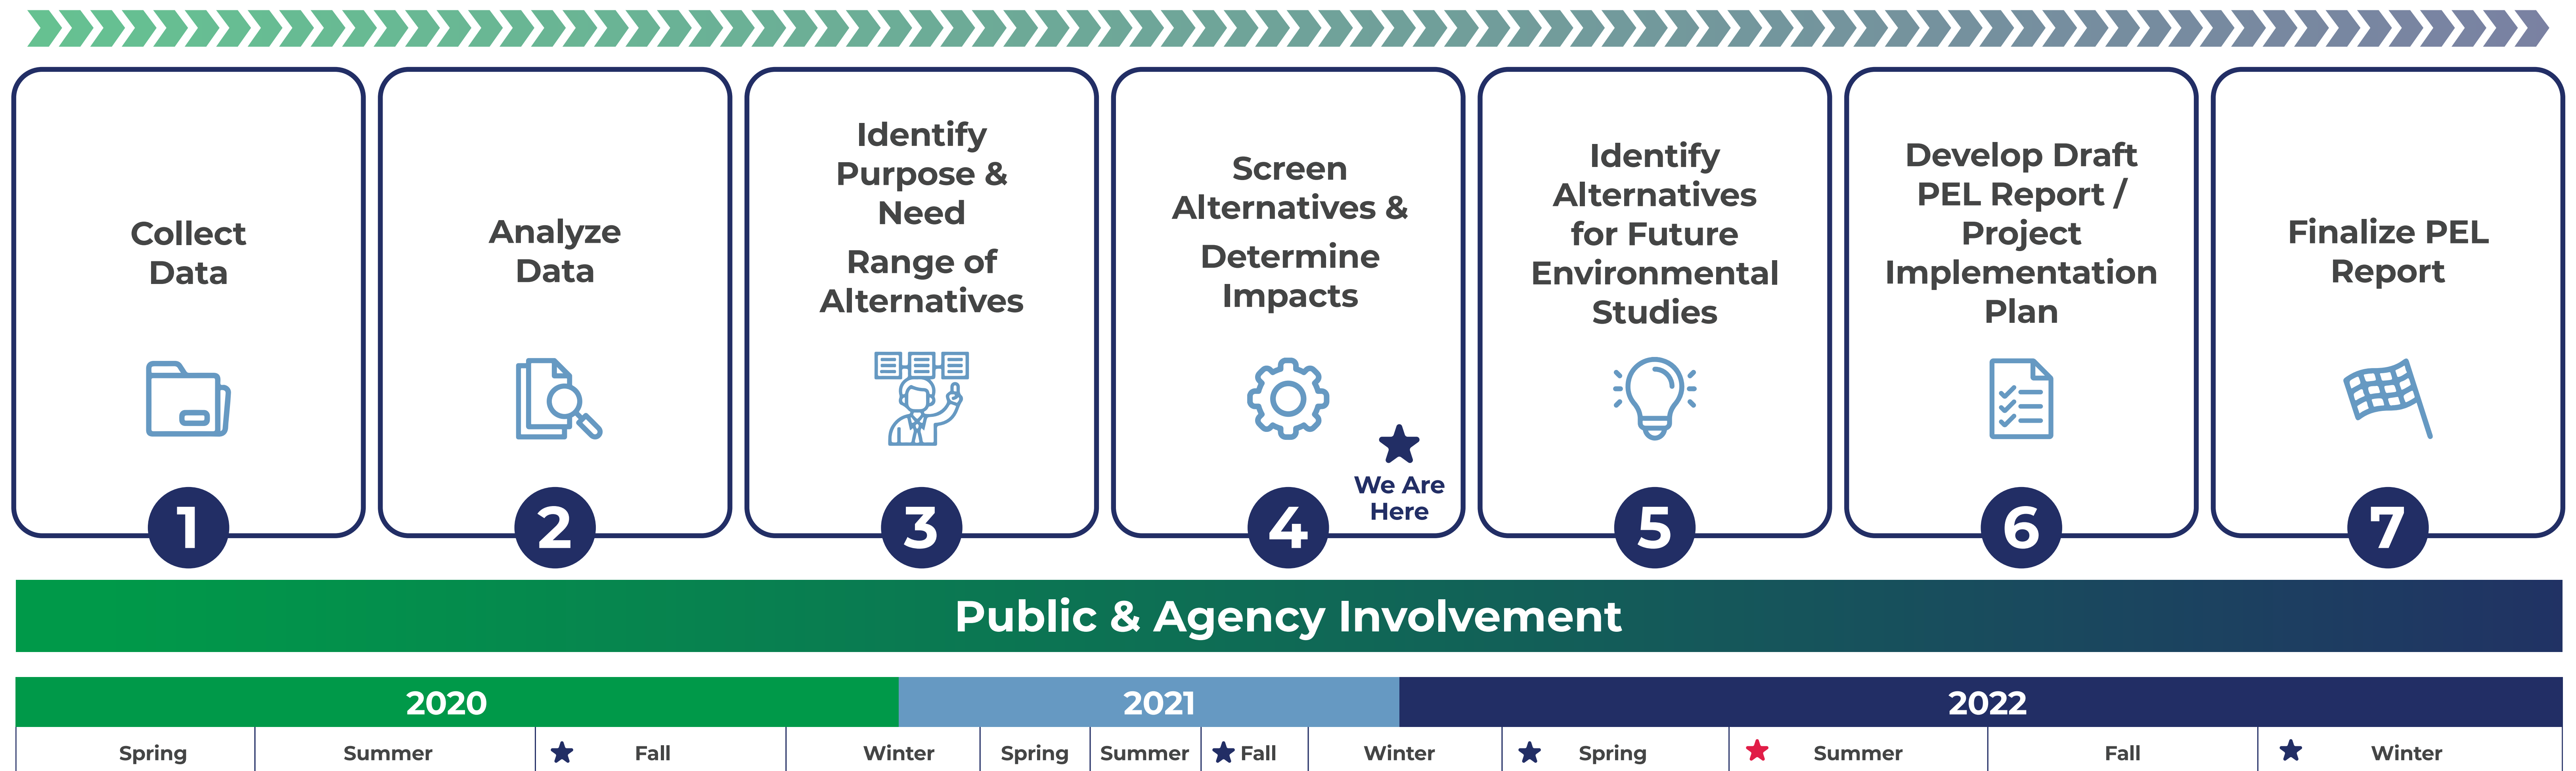 Collect
Data
1
Analyze
Data
2
Identify
Purpose &
Need
Range of
Alternatives
3
Screen
Alternatives &
Determine
Impacts
We Are
Here
4
Identify
Alternatives
for Future
Environmental
Studies
5
Develop Draft
PEL Report /
Project
Implementation
Plan
6
Finalize PEL
Report
7
Public & Agency Involvement
2020 2021 2022
Spring Summer Fall Winter Spring Summer Fall Winter Spring Summer Fall Winter